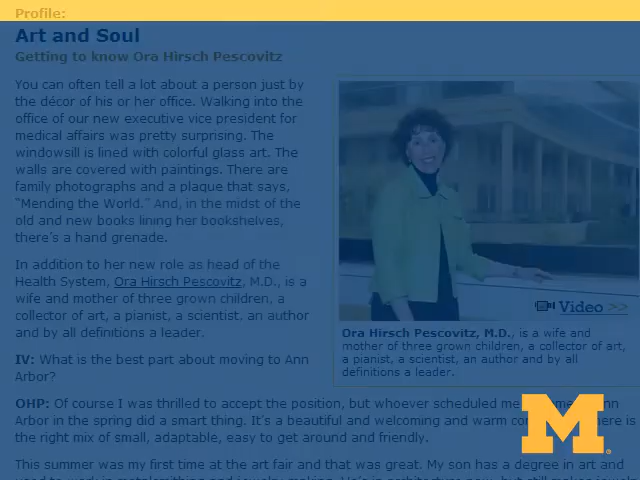 Profile:
Art and Soul
Getting to know Ora Hirsch Pescovitz
You can often tell a lot about a person just by
the décor of his or her office. Walking into the
office of our new executive vice president for
medical affairs was pretty surprising. The
windowsill is lined with colorful glass art. The
walls are covered with paintings. There are
family photographs and a plaque that says,
“Mending the World.” And, in the midst of the
old and new books lining her bookshelves,
there’s a hand grenade.
In addition to her new role as head of the
Health System, Ora Hirsch Pescovitz, M.D., is a
wife and mother of three grown children, a
collector of art, a pianist, a scientist, an author
and by all definitions a leader.
Video >>
Ora Hirsch Pescovitz, M.D., is a wife and
mother of three grown children, a collector of art,
a pianist, a scientist, an author and by all
definitions a leader.
IV: What is the best part about moving to Ann
Arbor?
OHP: Of course I was thrilled to accept the position, but whoever scheduled me
Arbor in the spring did a smart thing. It’s a beautiful and welcoming and warm
the right mix of small, adaptable, easy to get around and friendly.
This summer was my first time at the art fair and that was great. My son has a degree in art and
M